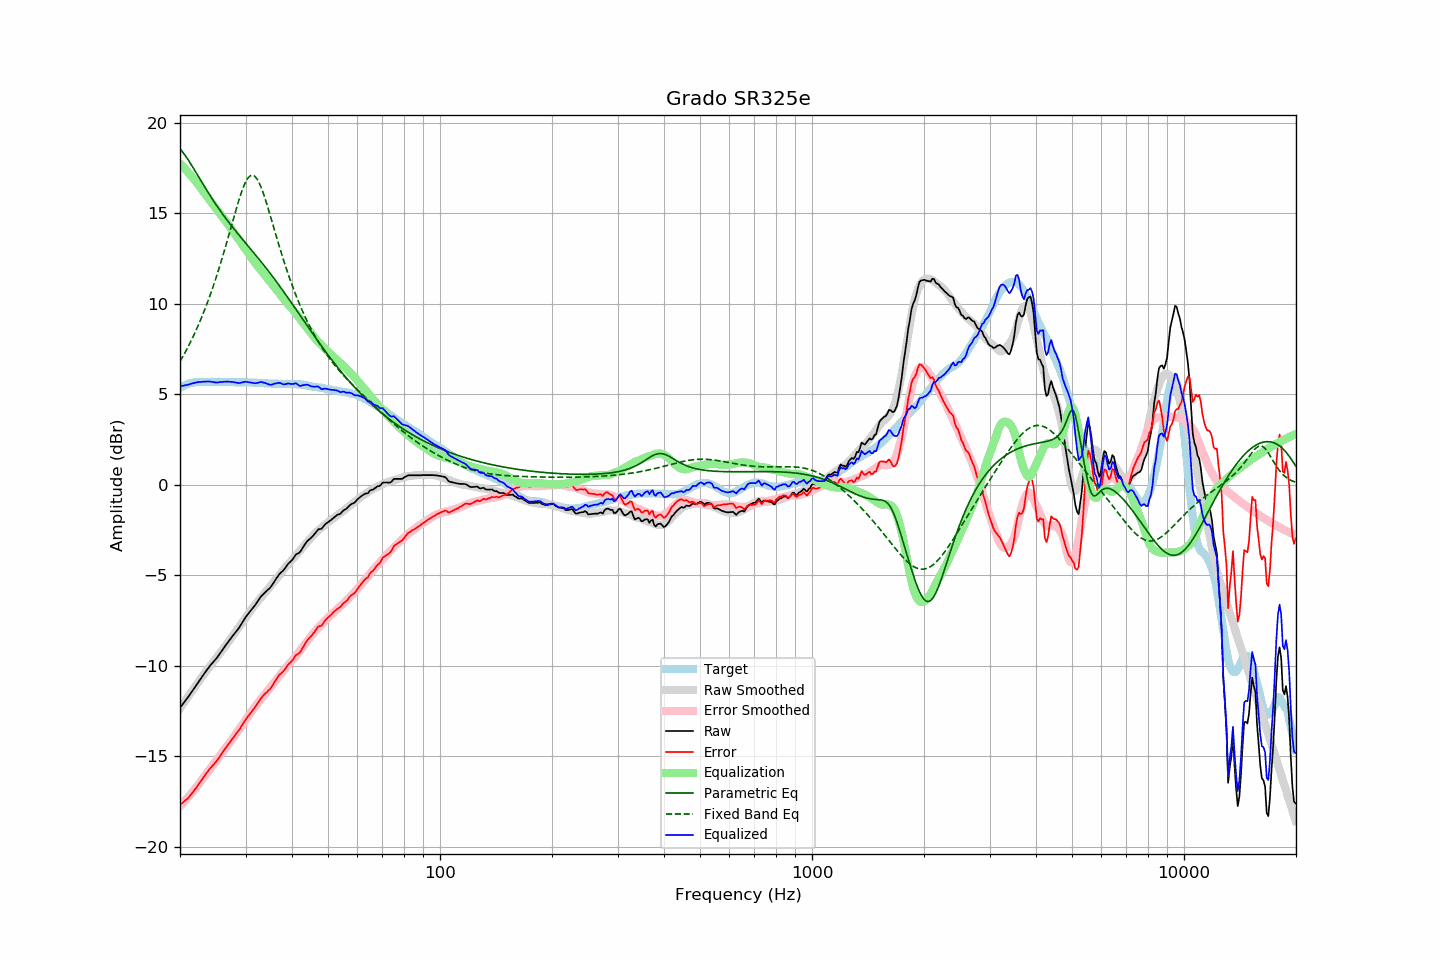 Grado SR325e
Amplitude (dBr)
20
15
10
5
0
−5
−10
−15
−20
Target
Raw Smoothed
Error Smoothed
Raw
Error
Equalization
Parametric Eq
Fixed Band Eq
Equalized
100
1000
10000
Frequency (Hz)